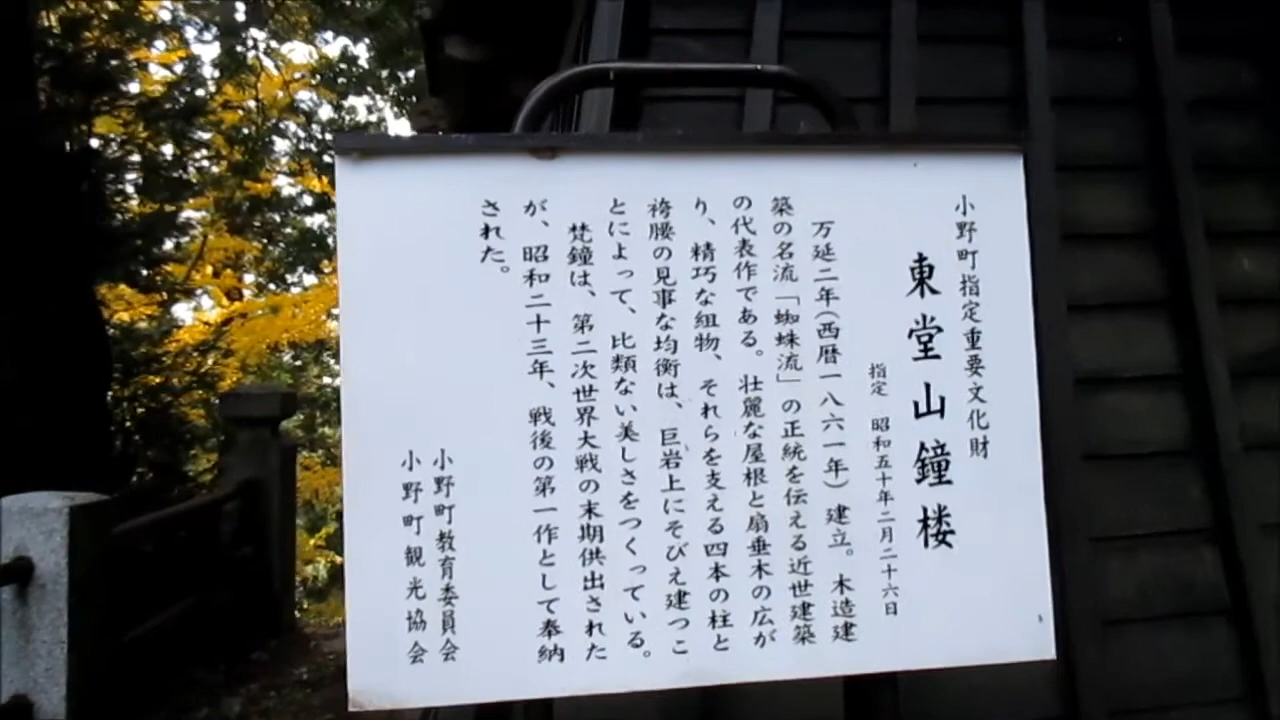 小野町指定重要文化財
東堂山鐘楼
指定 昭和五十年二月二十六日
万延二年(西暦一八六一年)建立。木造建
築の名流「蜘蛛流」の正統を伝える近世建築
の代表作である。壮麗な屋根と扇垂木の広が
り、精巧な組物、それらを支える四本の柱と
袴腰の見事な均衡は、巨岩上にそびえ建つこ
とによって、比類ない美しさをつくっている。
梵鐘は、第二次世界大戦の末期供出された
が、昭和二十三年、戦後の第一作として奉納
された。
小野町教育委員会
小野町観光協会